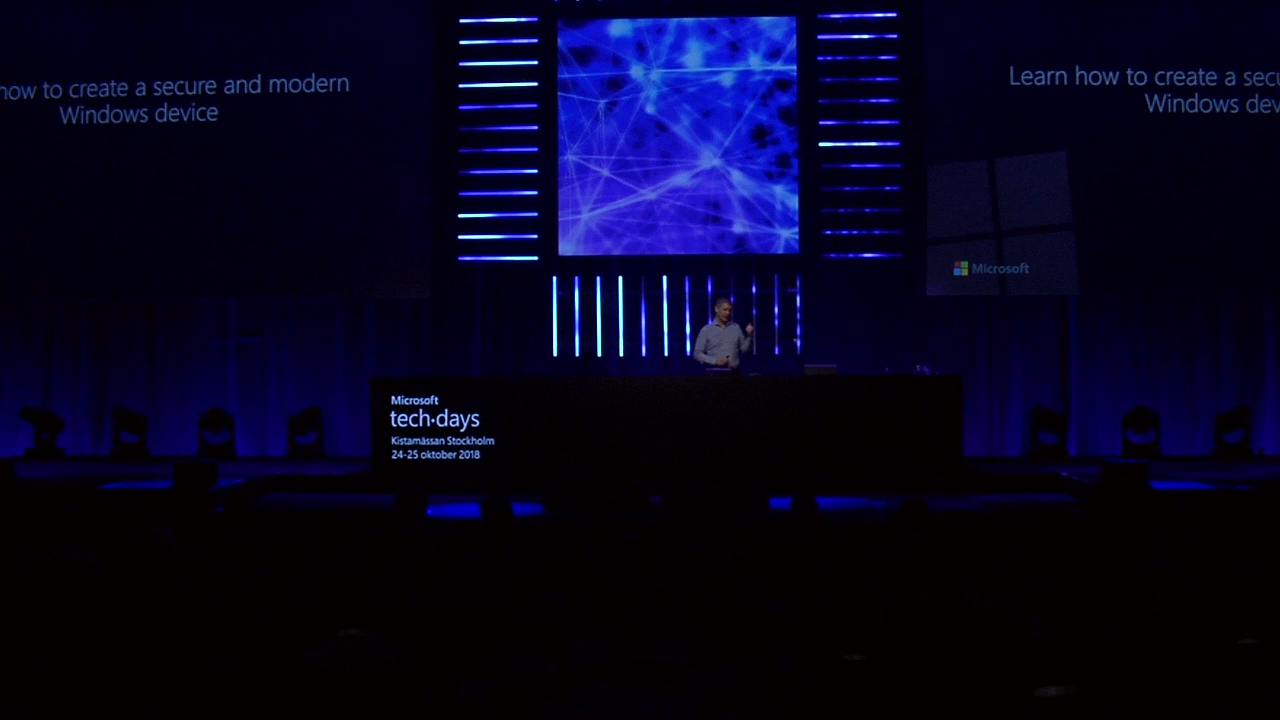 how to create a secure and modern
Windows device
Learn how to create a sec
Windows dev
Microsoft
Microsoft
tech•days
Kistamässan Stockholm
24-25 oktober 2018